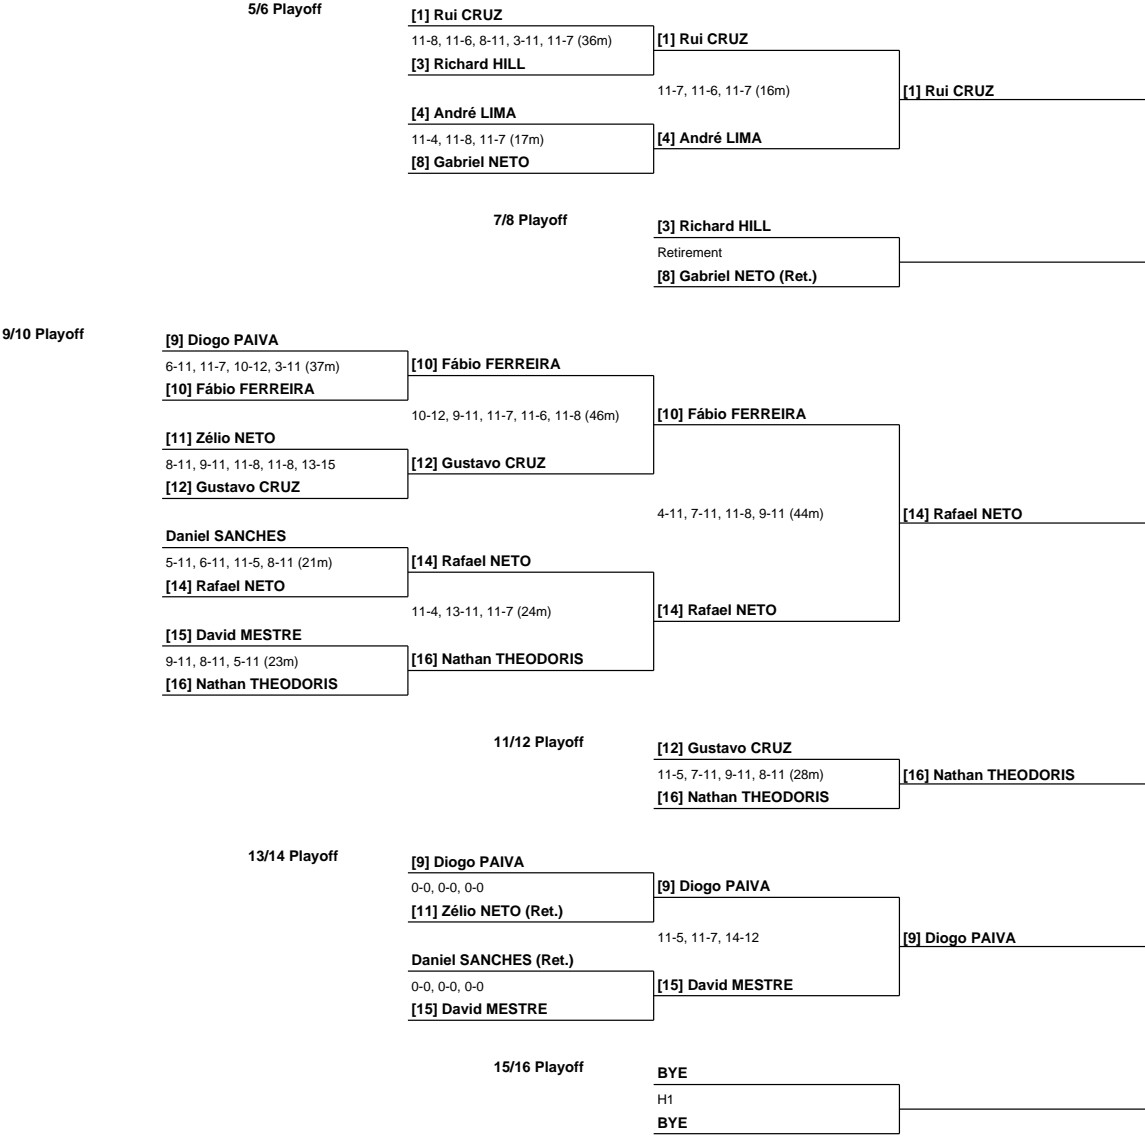 5/6 Playoff
[1] Rui CRUZ
11-8, 11-6, 8-11, 3-11, 11-7 (36m)
[3] Richard HILL
[1] Rui CRUZ
11-7, 11-6, 11-7 (16m)
[1] Rui CRUZ
[4] André LIMA
11-4, 11-8, 11-7 (17m)
[8] Gabriel NETO
[4] André LIMA
7/8 Playoff
[3] Richard HILL
Retirement
[8] Gabriel NETO (Ret.)
9/10 Playoff
[9] Diogo PAIVA
6-11, 11-7, 10-12, 3-11 (37m)
[10] Fábio FERREIRA
[10] Fábio FERREIRA
10-12, 9-11, 11-7, 11-6, 11-8 (46m)
[10] Fábio FERREIRA
[11] Zélio NETO
8-11, 9-11, 11-8, 11-8, 13-15
[12] Gustavo CRUZ
[12] Gustavo CRUZ
4-11, 7-11, 11-8, 9-11 (44m)
[14] Rafael NETO
Daniel SANCHES
5-11, 6-11, 11-5, 8-11 (21m)
[14] Rafael NETO
[14] Rafael NETO
11-4, 13-11, 11-7 (24m)
[14] Rafael NETO
[15] David MESTRE
9-11, 8-11, 5-11 (23m)
[16] Nathan THEODORIS
[16] Nathan THEODORIS
11/12 Playoff
[12] Gustavo CRUZ
11-5, 7-11, 9-11, 8-11 (28m)
[16] Nathan THEODORIS
[16] Nathan THEODORIS
13/14 Playoff
[9] Diogo PAIVA
0-0, 0-0, 0-0
[11] Zélio NETO (Ret.)
[9] Diogo PAIVA
11-5, 11-7, 14-12
[9] Diogo PAIVA
Daniel SANCHES (Ret.)
0-0, 0-0, 0-0
[15] David MESTRE
[15] David MESTRE
15/16 Playoff
BYE
H1
BYE